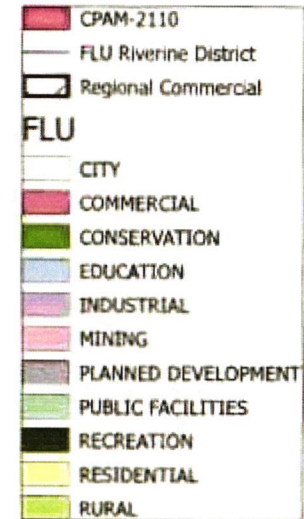 CPAM-2110
FLU Riverine District
Regional Commercial
FLU
CITY
COMMERCIAL
CONSERVATION
EDUCATION
INDUSTRIAL
MINING
PLANNED DEVELOPMENT
PUBLIC FACILITIES
RECREATION
RESIDENTIAL
RURAL